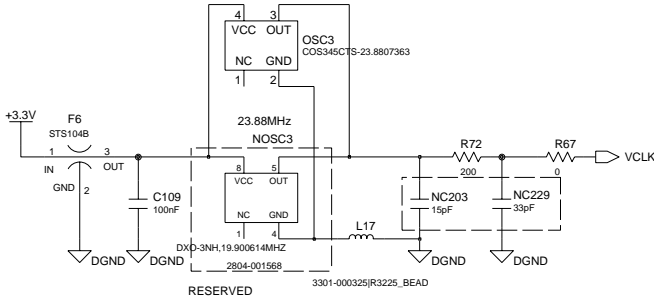 4 3
VCC OUT
OSC3
COS345CTS-23.8807363
NC GND
1 2
+3.3V
F6
STS104B
1 3
IN OUT
GND 2
23.88MHz
NOSC3
8 5
VCC OUT
NC GND
1 4
C109
100nF
DXO-3NH,19.900614MHZ
2804-001568
RESERVED
L17
3301-000325|R3225_BEAD
R72
200
R67
0
VCLK
NC203
15pF
NC229
33pF
DGND
DGND
DGND
DGND